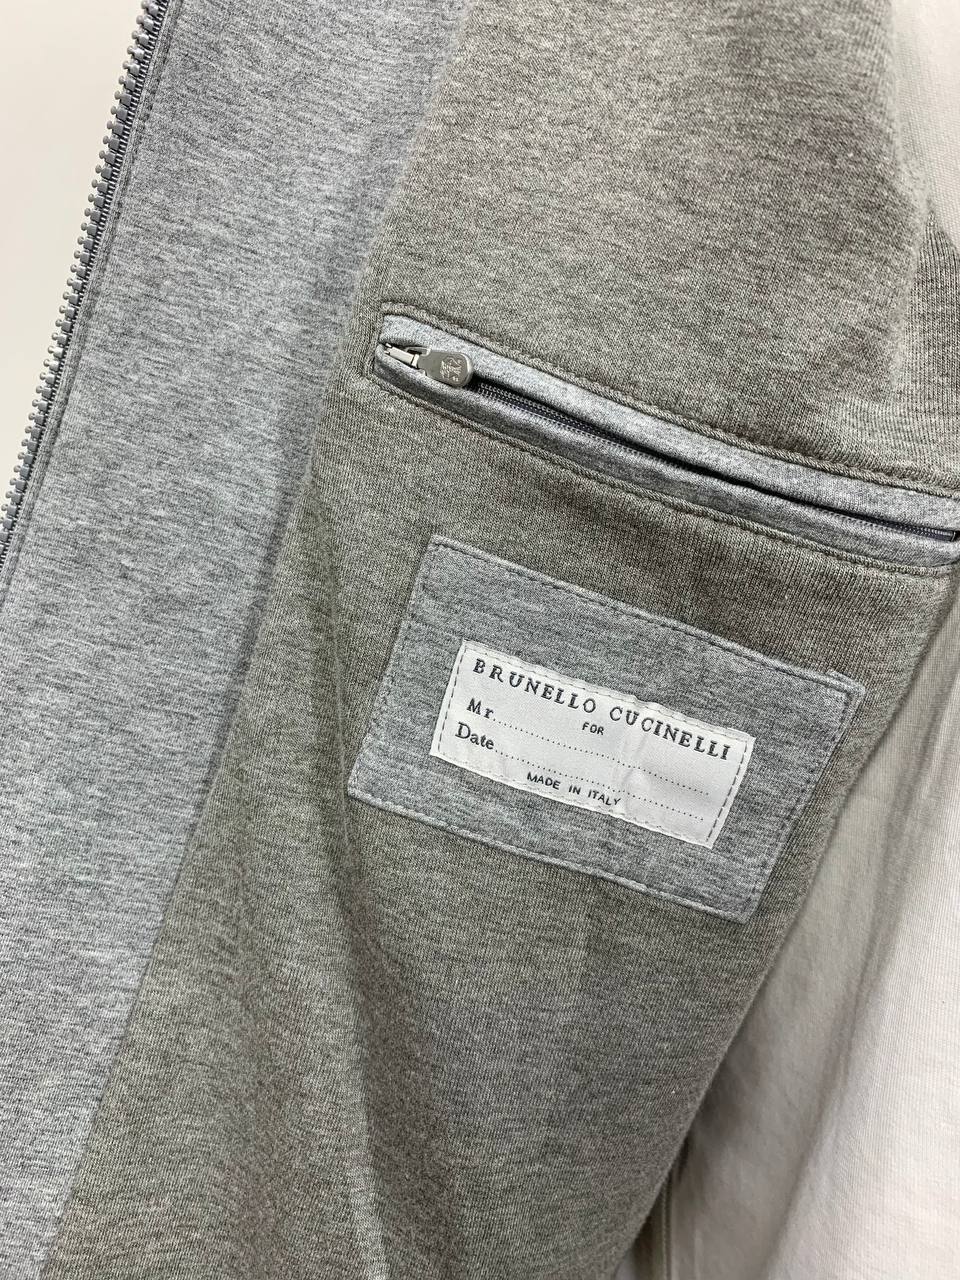 BRUNELLO CUCINELLI
FOR
Mr.....................................
Date.....................................
MADE IN ITALY